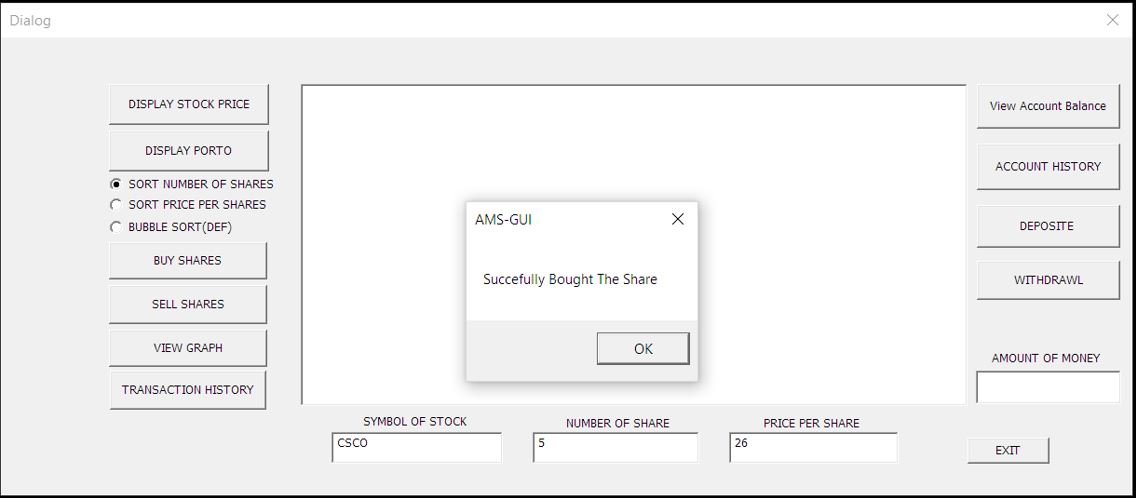 Dialog
DISPLAY STOCK PRICE
View Account Balance
DISPLAY PORTO
ACCOUNT HISTORY
SORT NUMBER OF SHARES
SORT PRICE PER SHARES
BUBBLE SORT(DEF)
DEPOSITE
AMS-GUI
BUY SHARES
Succefully Bought The Share
WITHDRAWL
SELL SHARES
VIEW GRAPH
OK
AMOUNT OF MONEY
TRANSACTION HISTORY
SYMBOL OF STOCK
NUMBER OF SHARE
PRICE PER SHARE
CSCO
5
26
EXIT